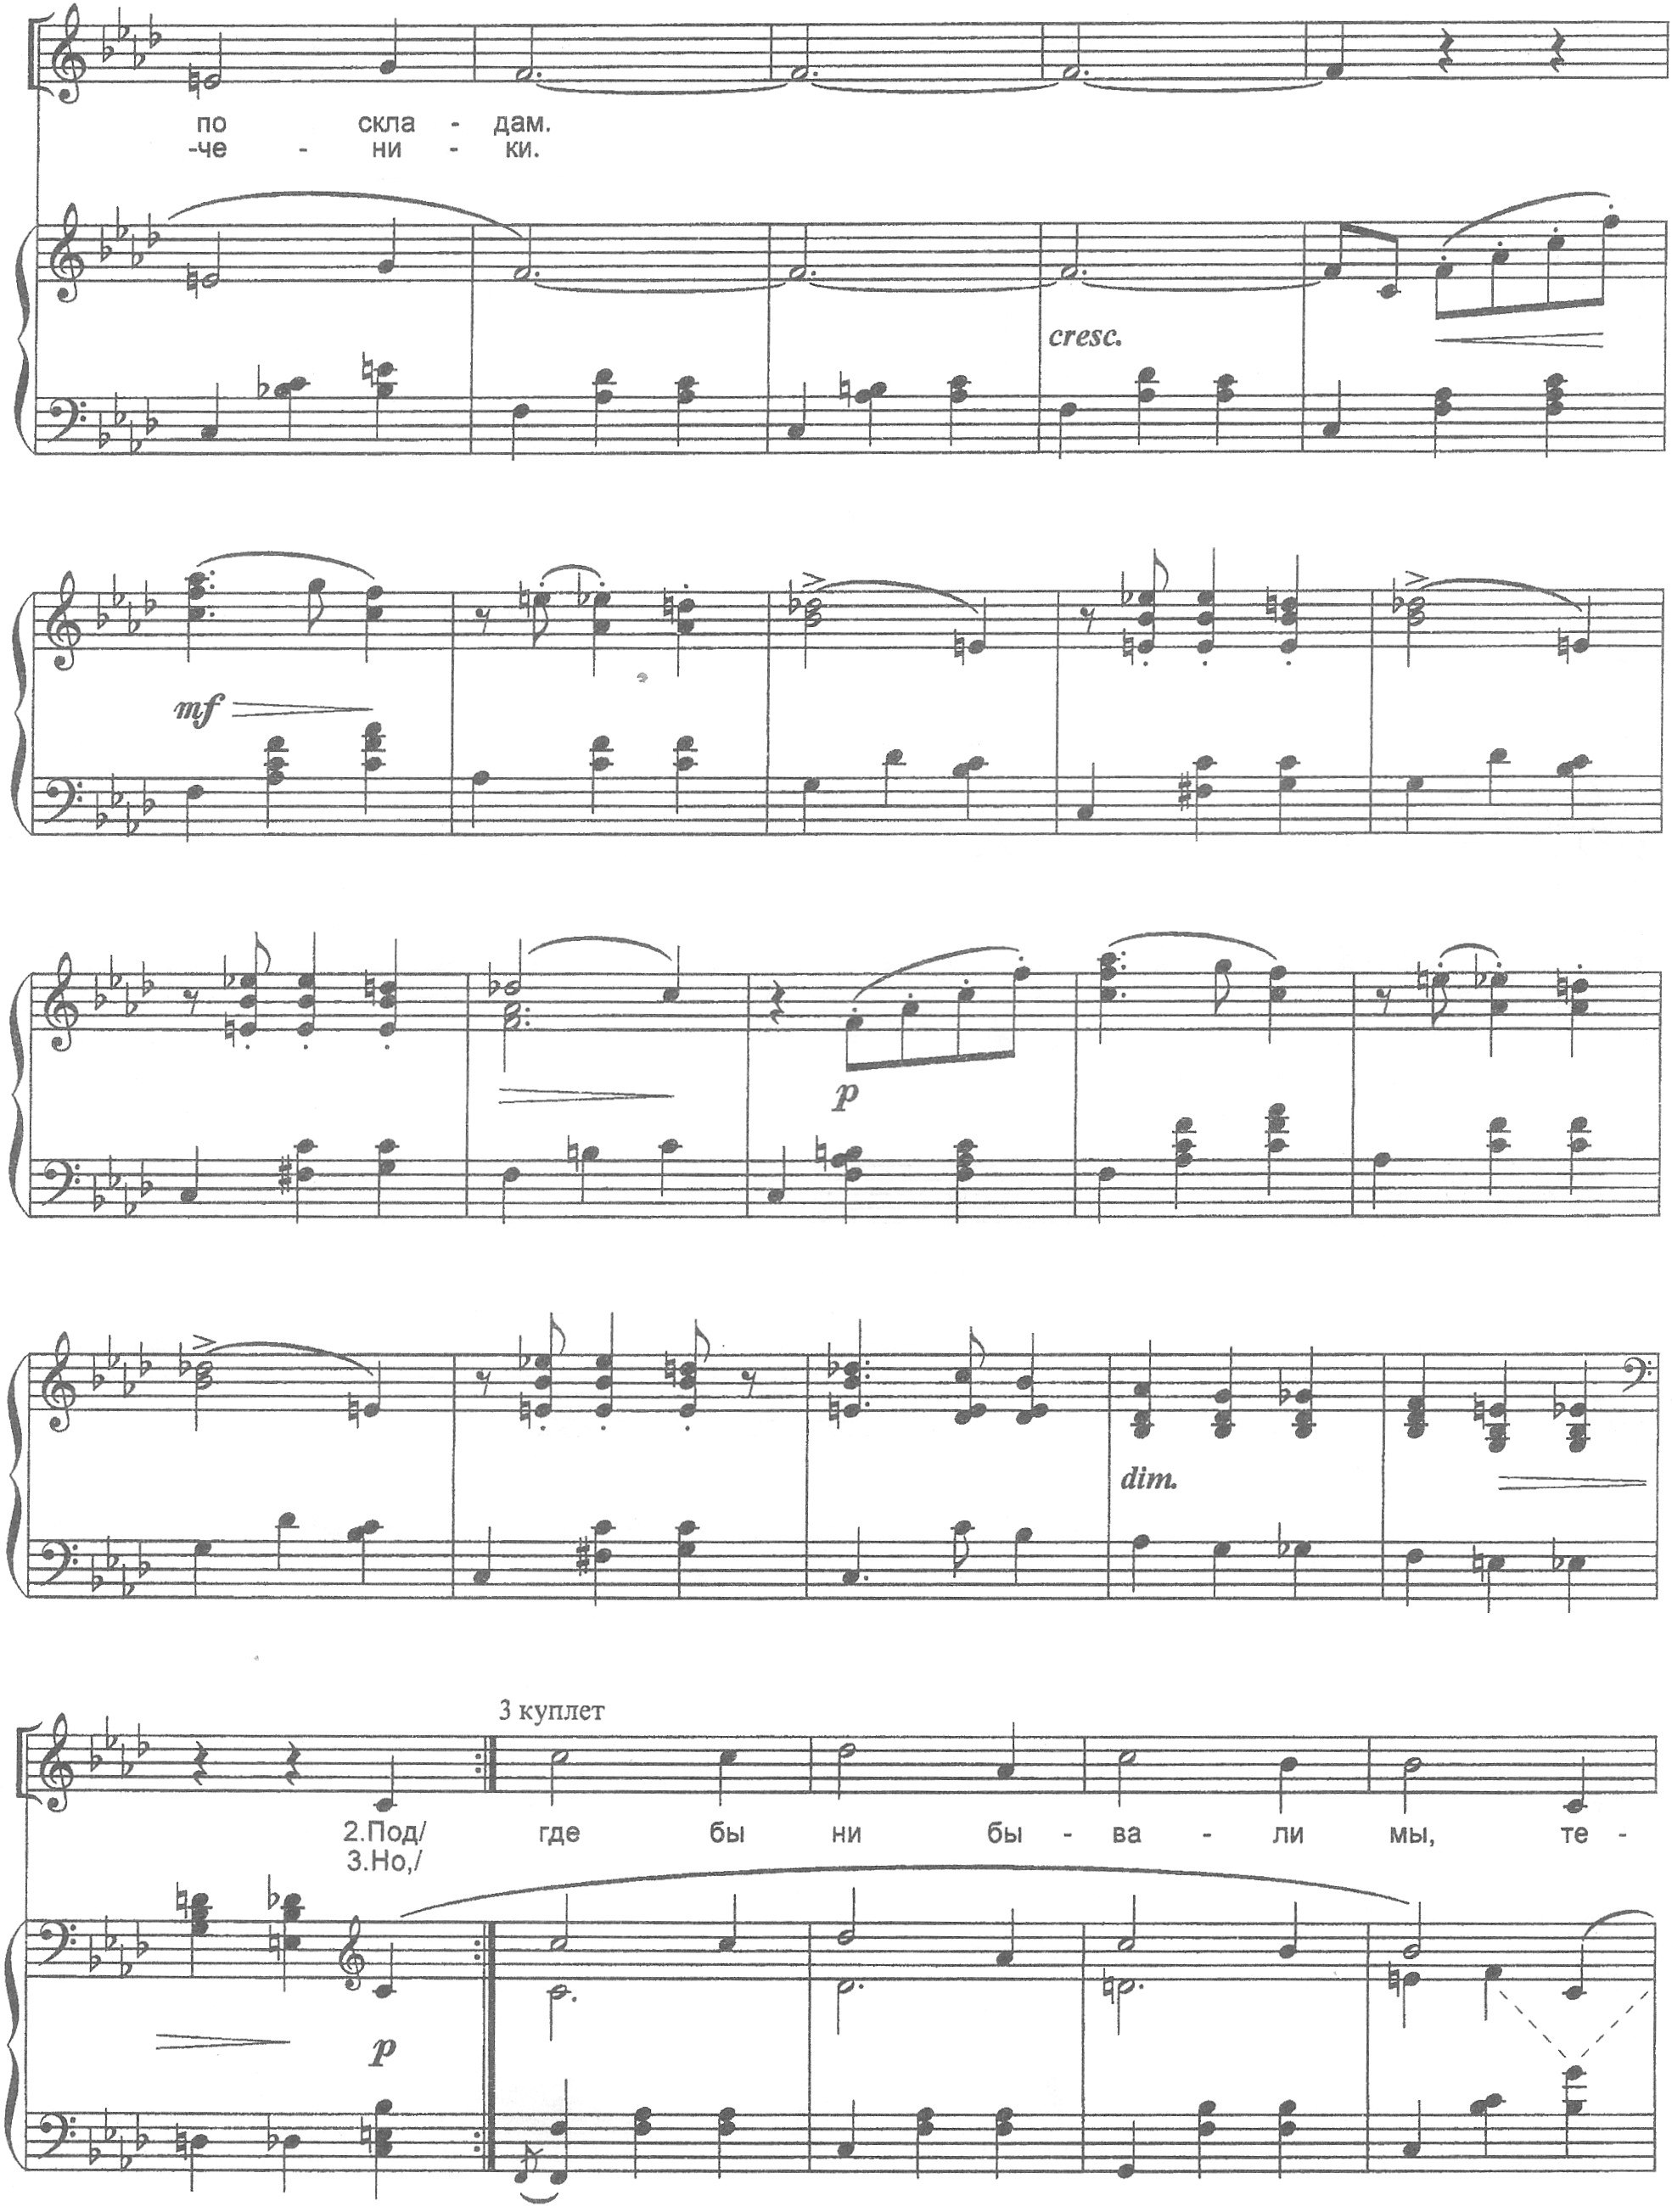 по скла - дам.
-че - ни - ки.
cresc.
mf
p
dim.
3 куплет
2.Под/ где бы ни бы - ва - ли мы, те -
3.Но,/
p